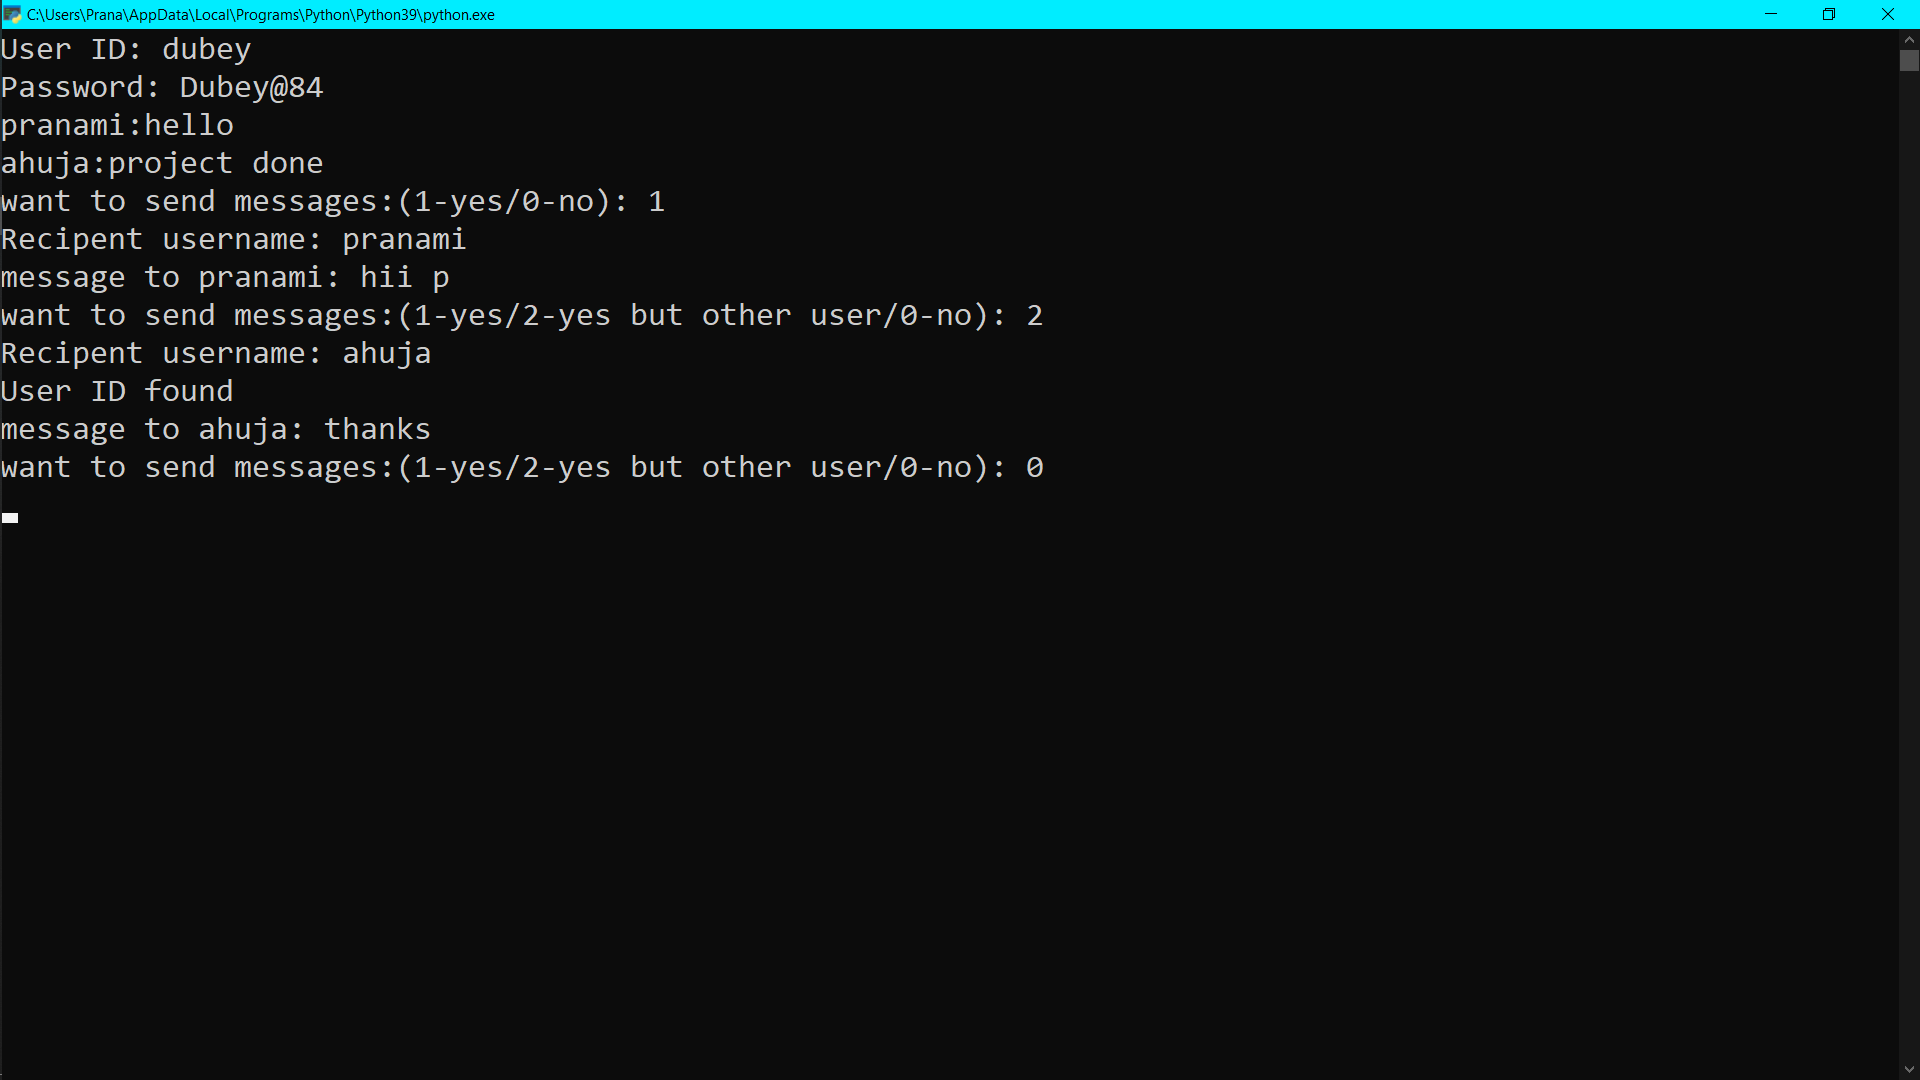 C:\Users\Prana\AppData\Local\Programs\Python\Python39\python.exe
User ID: dubey
Password: Dubey@84
pranami:hello
ahuja:project done
want to send messages:(1-yes/0-no): 1
Recipent username: pranami
message to pranami: hii p
want to send messages:(1-yes/2-yes but other user/0-no): 2
Recipent username: ahuja
User ID found
message to ahuja: thanks
want to send messages:(1-yes/2-yes but other user/0-no): 0